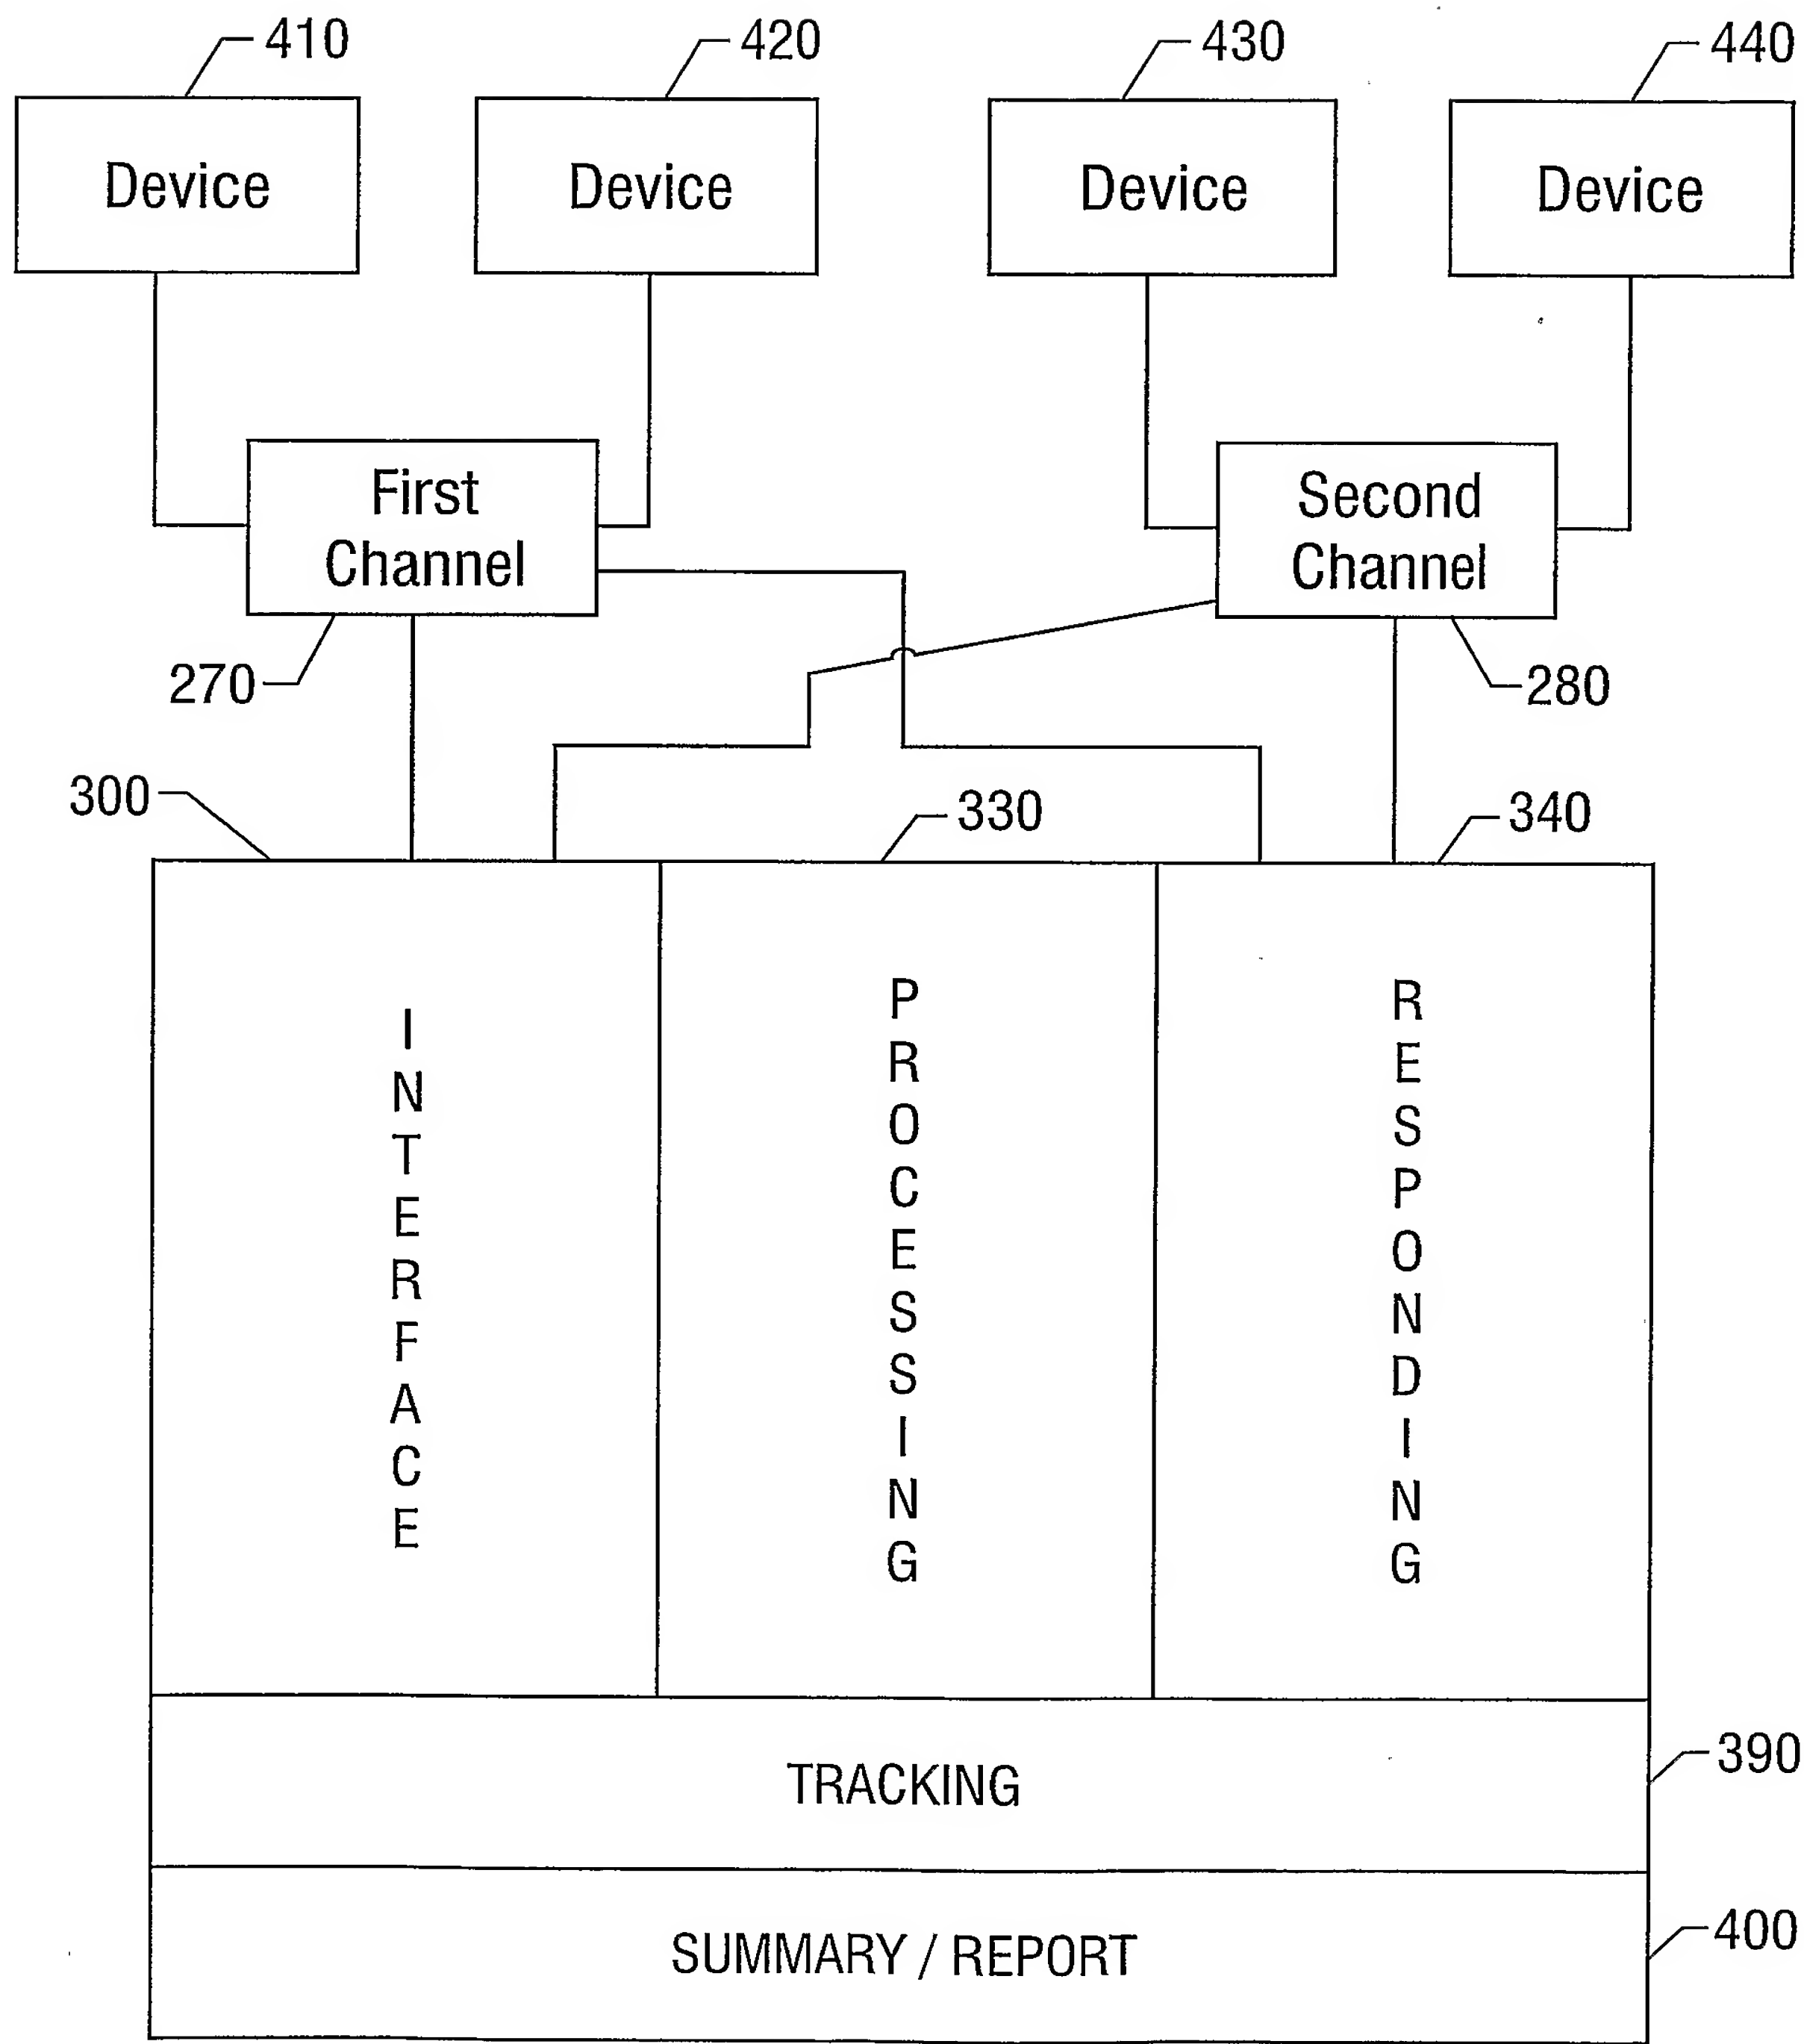 410
420
430
440
Device
Device
Device
Device
First
Channel
Second
Channel
270
280
300
330
340
INTERFACE
PROCESSING
RESPONDING
TRACKING
390
SUMMARY / REPORT
400